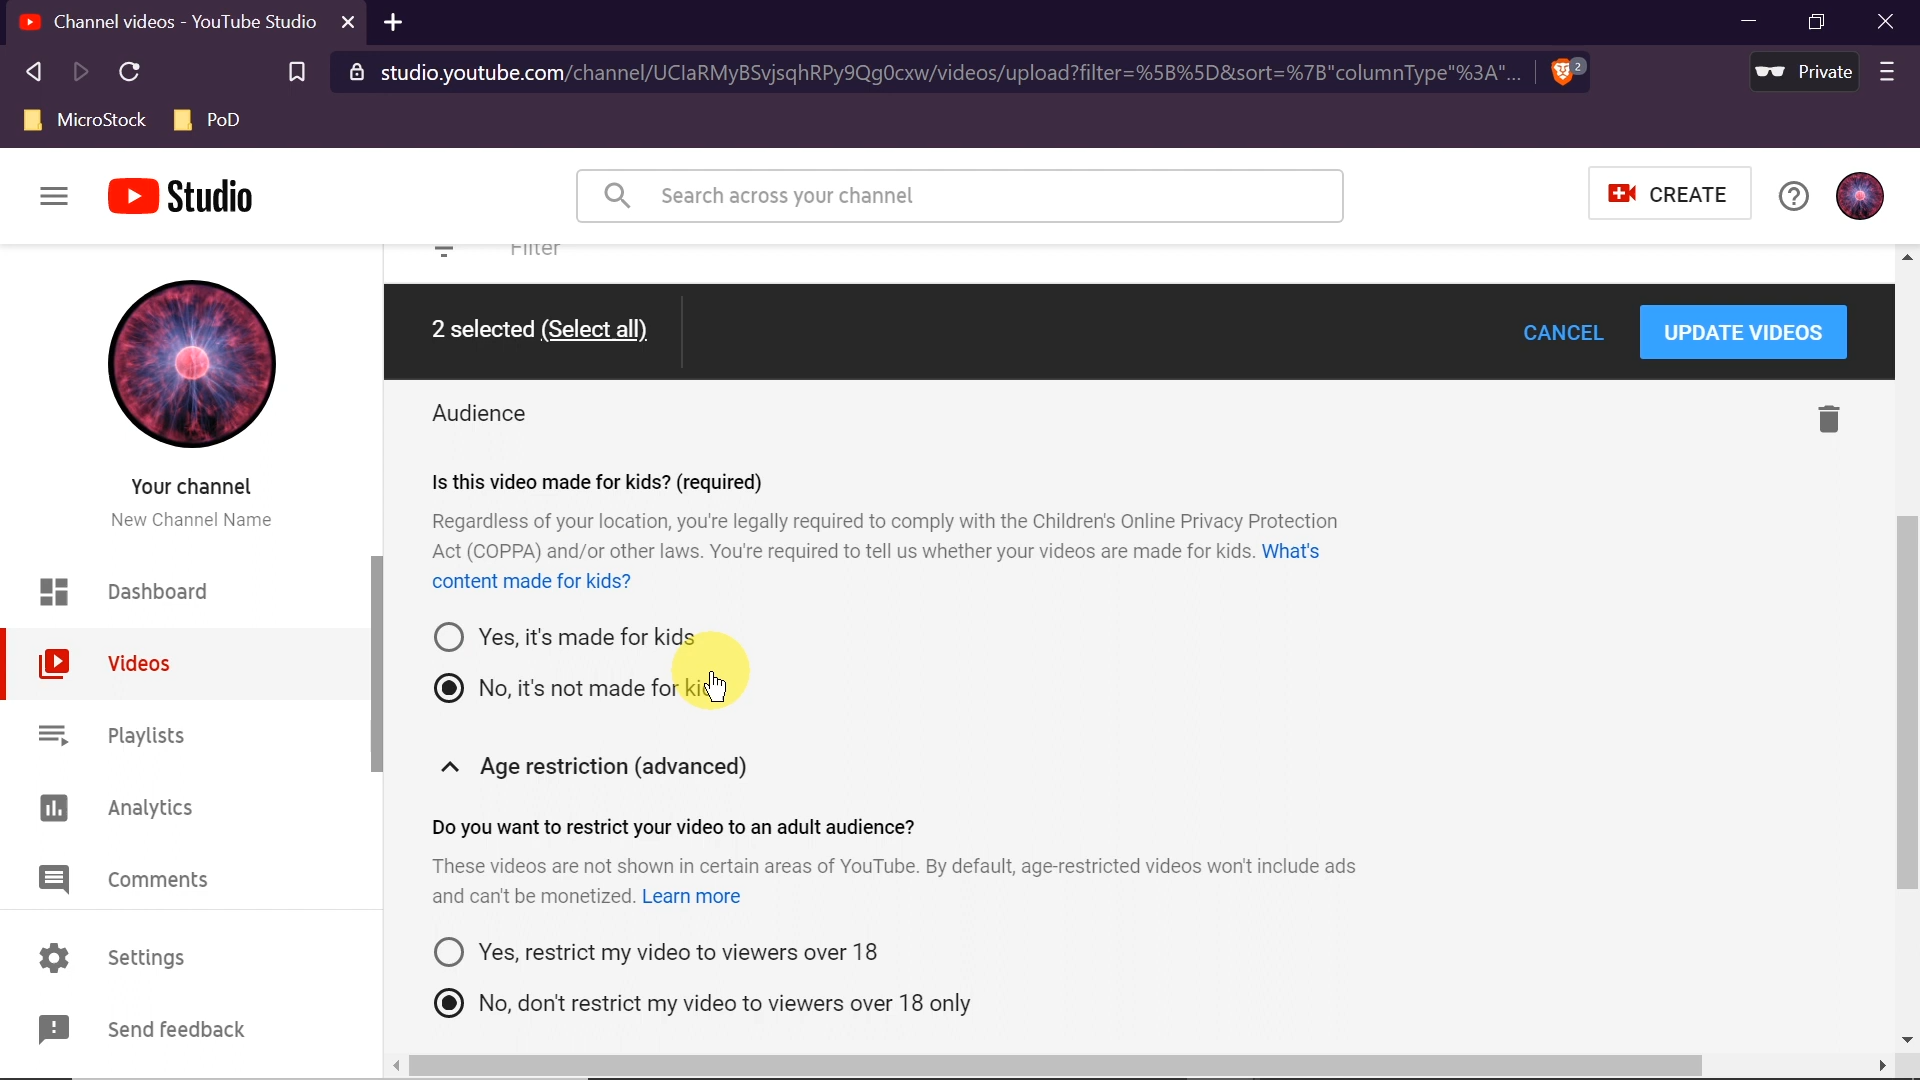 Channel videos - YouTube Studio
studio.youtube.com/channel/UCIaRMyBSvjsqhRPy9Qg0cxw/videos/upload?filter=%5B%5D&sort=%7B"columnType"%3A"...
2
Private
MicroStock
PoD
Studio
Search across your channel
CREATE
Filter
2 selected (Select all)
CANCEL
UPDATE VIDEOS
Your channel
New Channel Name
Dashboard
Videos
Playlists
Analytics
Comments
Settings
Send feedback
Audience
Is this video made for kids? (required)
Regardless of your location, you're legally required to comply with the Children's Online Privacy Protection
Act (COPPA) and/or other laws. You're required to tell us whether your videos are made for kids. What's
content made for kids?
Yes, it's made for kids
No, it's not made for
Age restriction (advanced)
Do you want to restrict your video to an adult audience?
These videos are not shown in certain areas of YouTube. By default, age-restricted videos won't include ads
and can't be monetized. Learn more
Yes, restrict my video to viewers over 18
No, don't restrict my video to viewers over 18 only